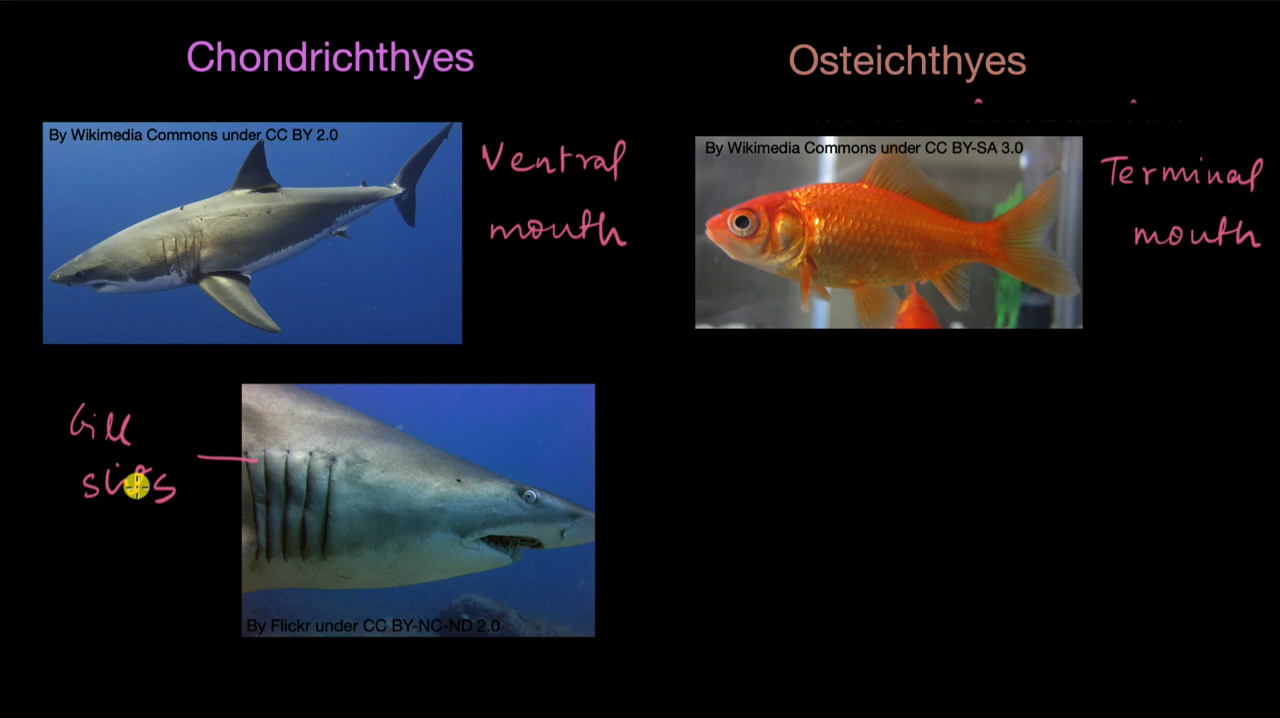 Chondrichthyes
Osteichthyes
By Wikimedia Commons under CC BY 2.0
Ventral
mouth
By Wikimedia Commons under CC BY-SA 3.0
Terminal
mouth
Gill
By Flickr under CC BY-NC-ND 2.0